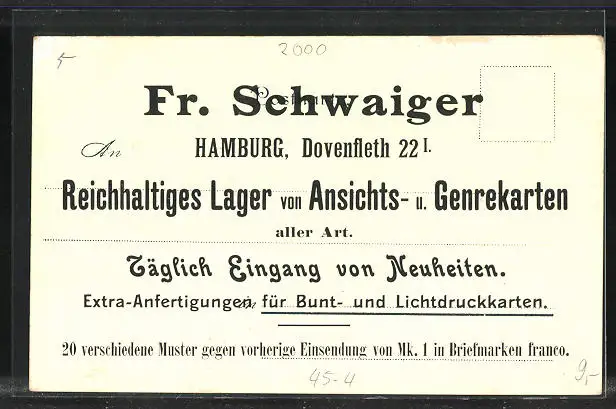 2000
Postkarte
Fr. Schwaiger
An
HAMBURG, Dovenfleth 22 I.
Reichhaltiges Lager von Ansichts- u. Genrekarten
aller Art.
Täglich Eingang von Neuheiten.
Extra-Anfertigungen für Bunt- und Lichtdruckkarten.
20 verschiedene Muster gegen vorherige Einsendung von Mk. 1 in Briefmarken franco.
45-4
9,-